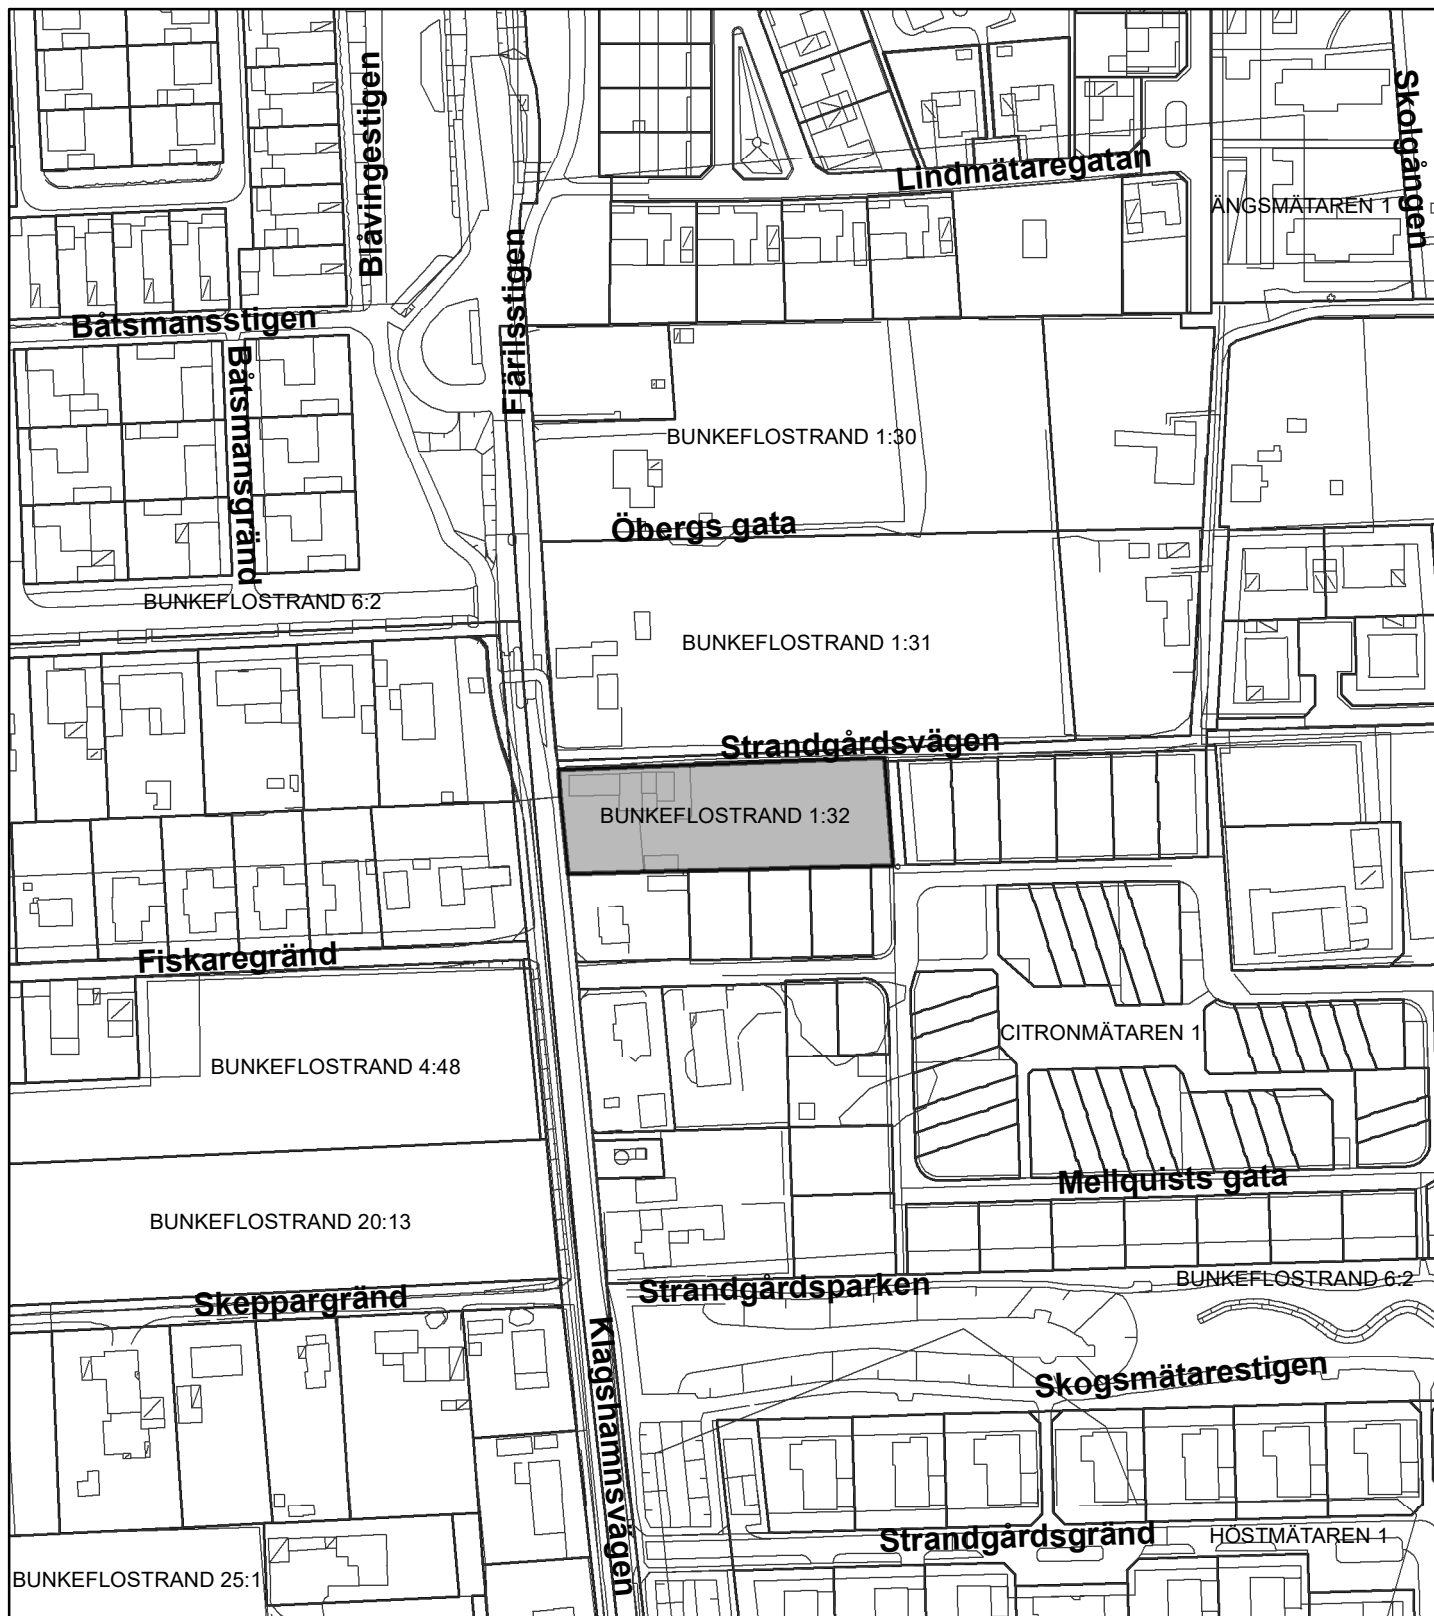 Blåvingestigen
Skolgången
Lindmätaregatan
ÄNGSMÄTAREN 1
Fjärilsstigen
Båtsmansstigen
Båtsmansgränd
BUNKEFLOSTRAND 1:30
Öbergs gata
BUNKEFLOSTRAND 6:2
BUNKEFLOSTRAND 1:31
Strandgårdsvägen
BUNKEFLOSTRAND 1:32
Fiskaregränd
CITRONMÄTAREN 1
BUNKEFLOSTRAND 4:48
Mellquists gata
BUNKEFLOSTRAND 20:13
BUNKEFLOSTRAND 6:2
Strandgårdsparken
Skeppargränd
Klagshamnsvägen
Skogsmätarestigen
Strandgårdsgränd
HÖSTMÄTAREN 1
BUNKEFLOSTRAND 25:1